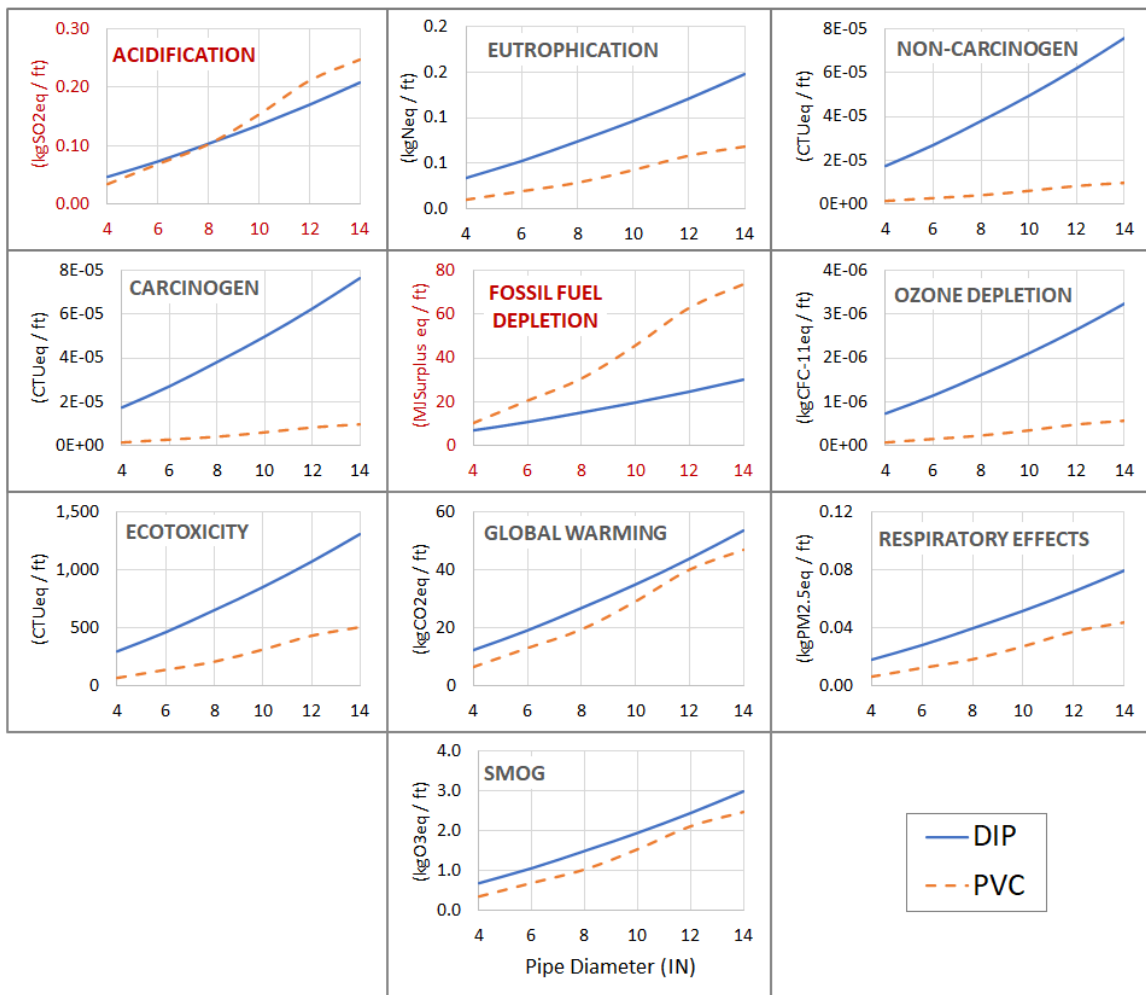 ACIDIFICATION
(kgSO2eq / ft)
0.30
0.20
0.10
0.00
4 6 8 10 12 14
EUTROPHICATION
(kgNeq / ft)
0.2
0.2
0.1
0.1
0.0
4 6 8 10 12 14
NON-CARCINOGEN
(CTUeq / ft)
8E-05
6E-05
4E-05
2E-05
0E+00
4 6 8 10 12 14
CARCINOGEN
(CTUeq / ft)
8E-05
6E-05
4E-05
2E-05
0E+00
4 6 8 10 12 14
FOSSIL FUEL
DEPLETION
(MJSurplus eq / ft)
80
60
40
20
0
4 6 8 10 12 14
OZONE DEPLETION
(kgCFC-11eq / ft)
4E-06
3E-06
2E-06
1E-06
0E+00
4 6 8 10 12 14
ECOTOXICITY
(CTUeq / ft)
1,500
1,000
500
0
4 6 8 10 12 14
GLOBAL WARMING
(kgCO2eq / ft)
60
40
20
0
4 6 8 10 12 14
RESPIRATORY EFFECTS
(kgPM2.5eq / ft)
0.12
0.08
0.04
0.00
4 6 8 10 12 14
SMOG
(kgO3eq / ft)
4.0
3.0
2.0
1.0
0.0
4 6 8 10 12 14
Pipe Diameter (IN)
DIP
PVC